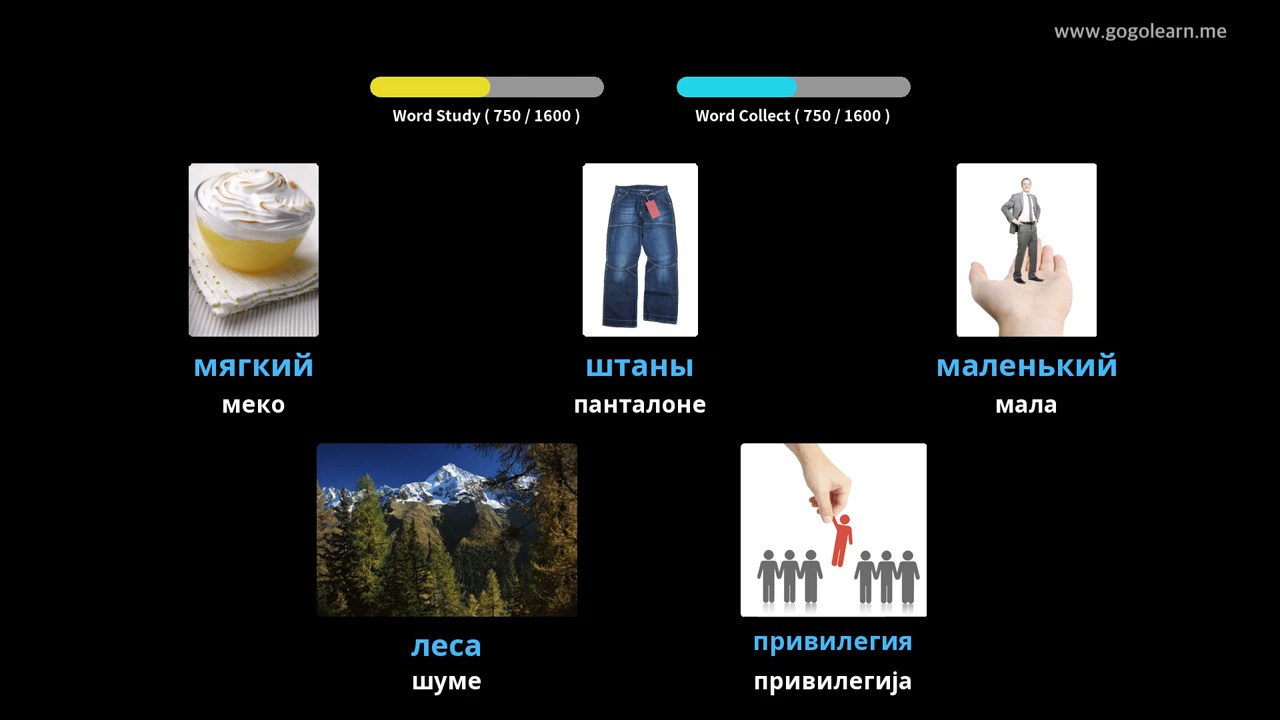 www.gogolearn.me
Word Study ( 750 / 1600 )
Word Collect ( 750 / 1600 )
мягкий
меко
штаны
панталоне
маленький
мала
леса
шуме
привилегия
привилегија